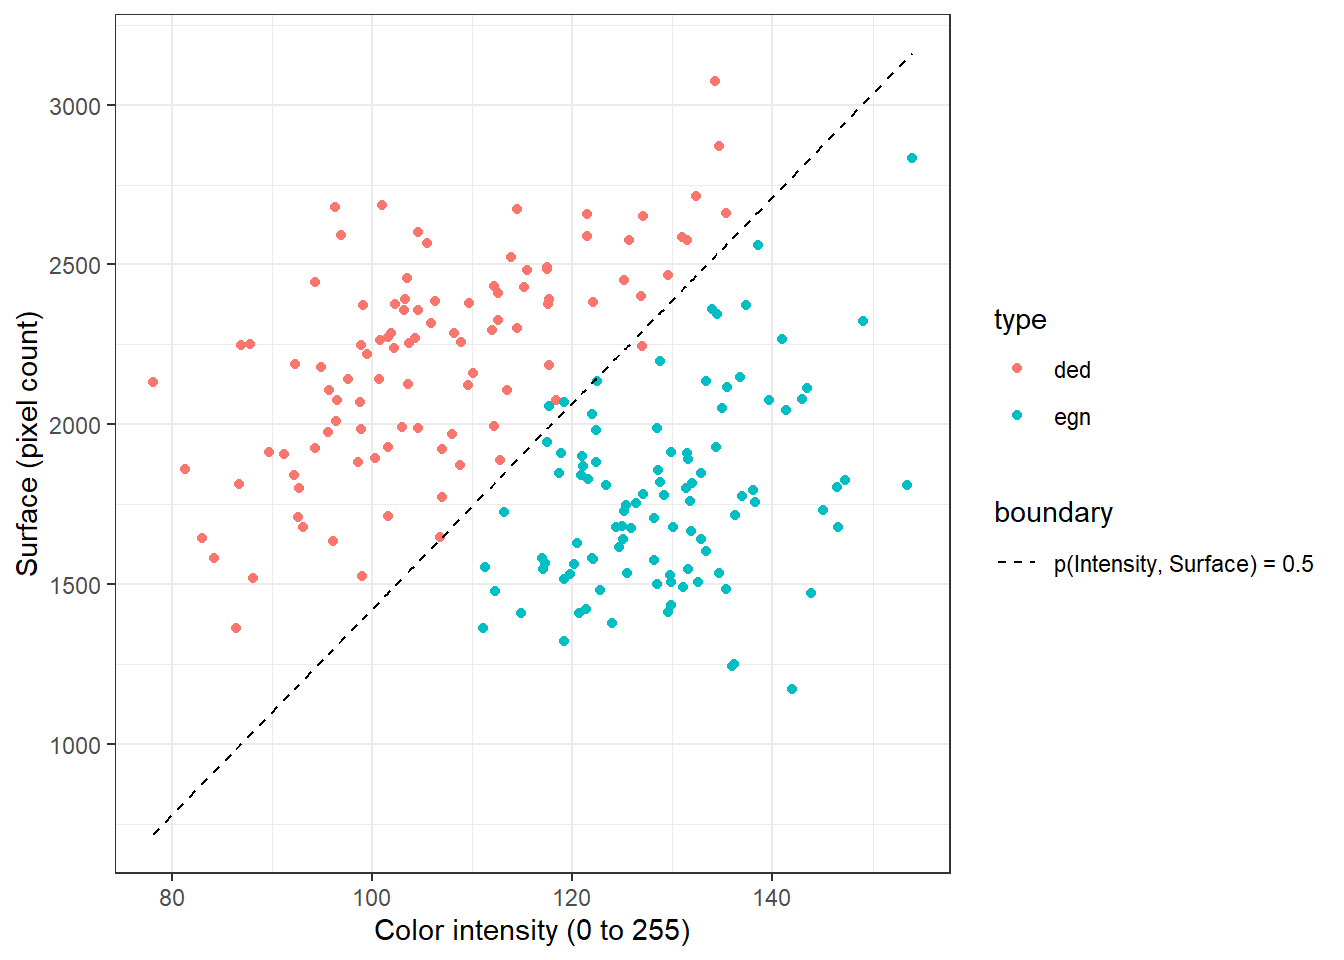 3000
2500
2000
1500
1000
Surface (pixel count)
80 100 120 140
Color intensity (0 to 255)
type
ded
egn
boundary
p(Intensity, Surface) = 0.5